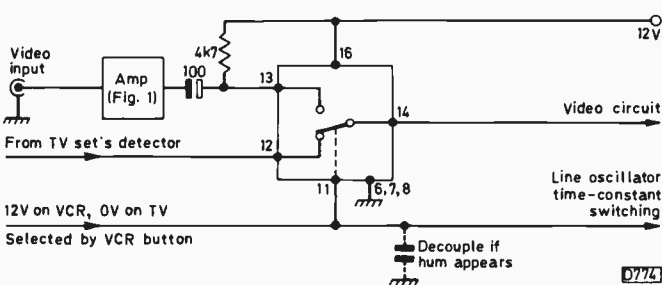 12V
4k7
16
Video
input
Amp
(Fig. 1)
100
13
14
Video circuit
From TV set's detector
12
11
6,7,8
Line oscillator
time-constant
switching
12V on VCR, 0V on TV
Selected by VCR button
Decouple if
hum appears
D774